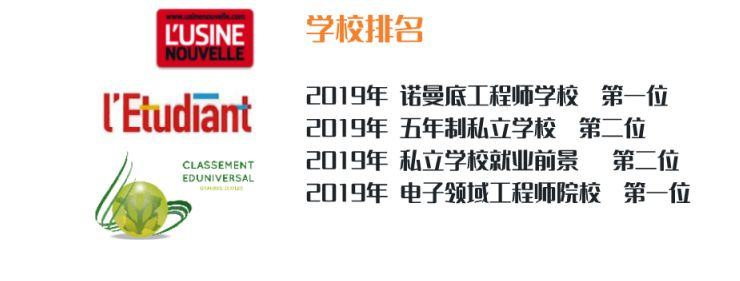 www.usinenouvelle.com
L'USINE
NOUVELLE
l'Etudiant
CLASSEMENT
EDUNIVERSAL
GRANDES ECOLES
学校排名
2019年 诺曼底工程师学校 第一位
2019年 五年制私立学校 第二位
2019年 私立学校就业前景 第二位
2019年 电子领域工程师院校 第一位